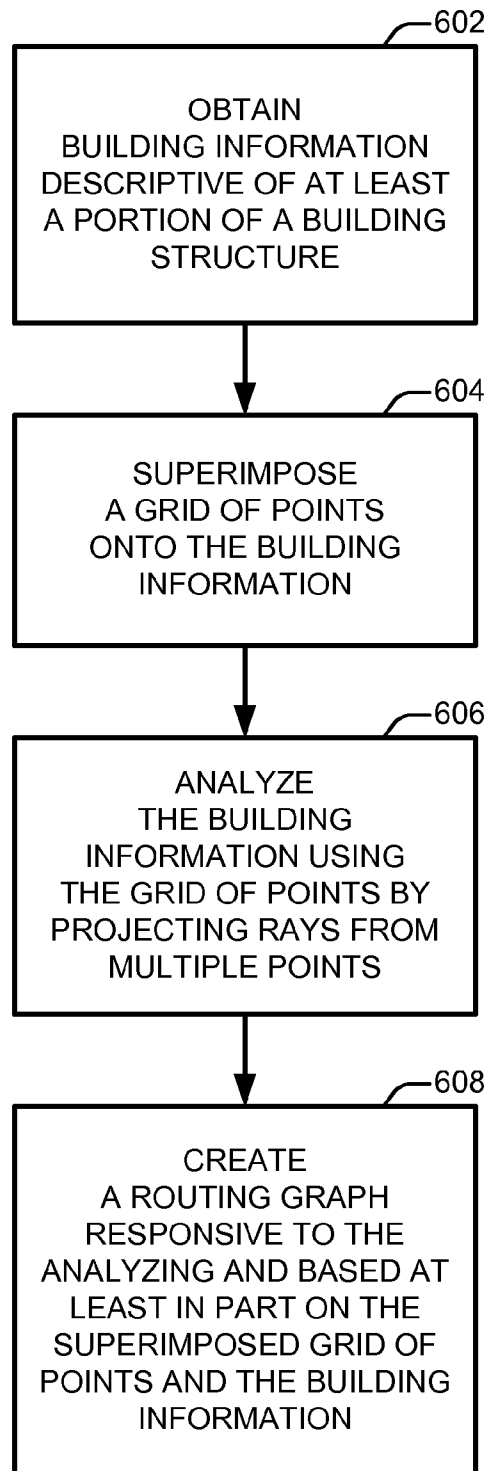 602
OBTAIN
BUILDING INFORMATION
DESCRIPTIVE OF AT LEAST
A PORTION OF A BUILDING
STRUCTURE
604
SUPERIMPOSE
A GRID OF POINTS
ONTO THE BUILDING
INFORMATION
606
ANALYZE
THE BUILDING
INFORMATION USING
THE GRID OF POINTS BY
PROJECTING RAYS FROM
MULTIPLE POINTS
608
CREATE
A ROUTING GRAPH
RESPONSIVE TO THE
ANALYZING AND BASED AT
LEAST IN PART ON THE
SUPERIMPOSED GRID OF
POINTS AND THE BUILDING
INFORMATION